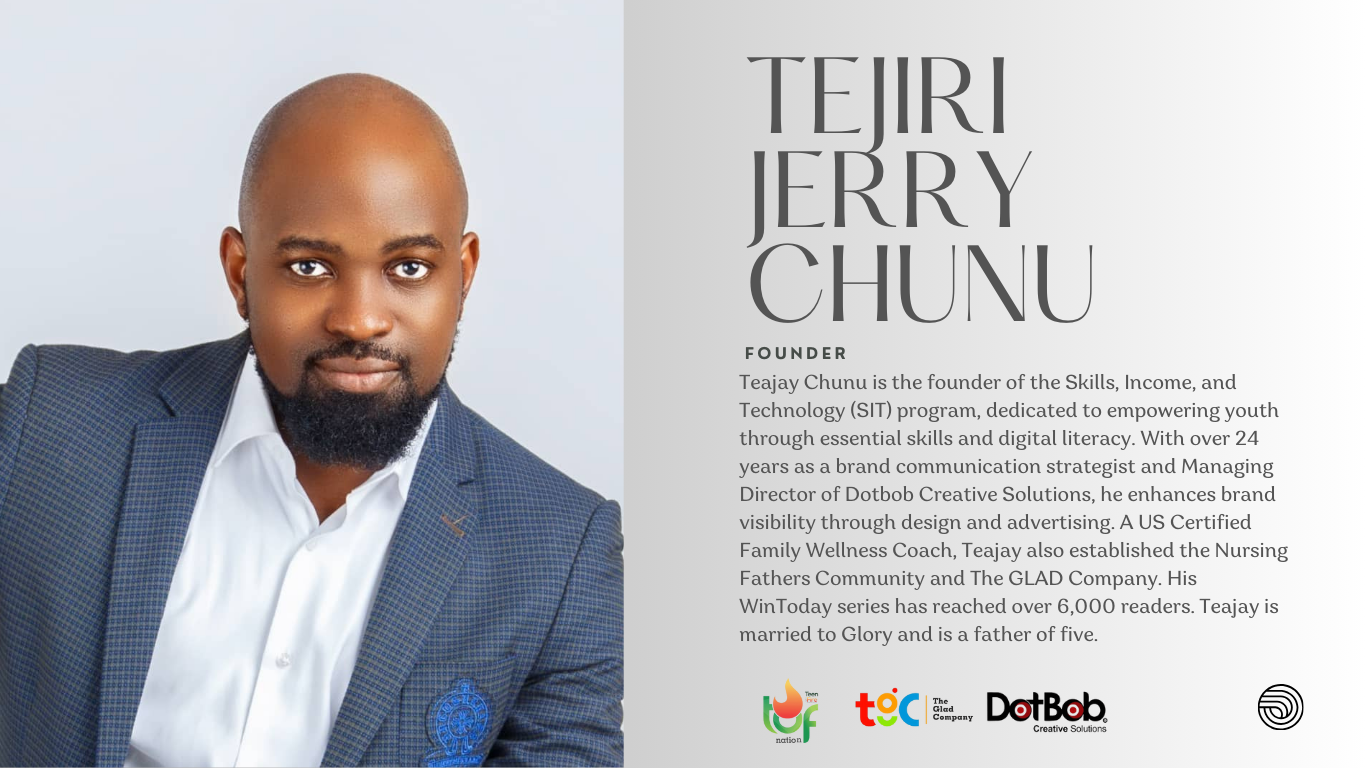 TEJIRI
JERRY
CHUNU
FOUNDER
Teajay Chunu is the founder of the Skills, Income, and
Technology (SIT) program, dedicated to empowering youth
through essential skills and digital literacy. With over 24
years as a brand communication strategist and Managing
Director of Dotbob Creative Solutions, he enhances brand
visibility through design and advertising. A US Certified
Family Wellness Coach, Teajay also established the Nursing
Fathers Community and The GLAD Company. His
WinToday series has reached over 6,000 readers. Teajay is
married to Glory and is a father of five.
Teen
nation
tgc
The
Glad
Company
DotBob
Creative Solutions